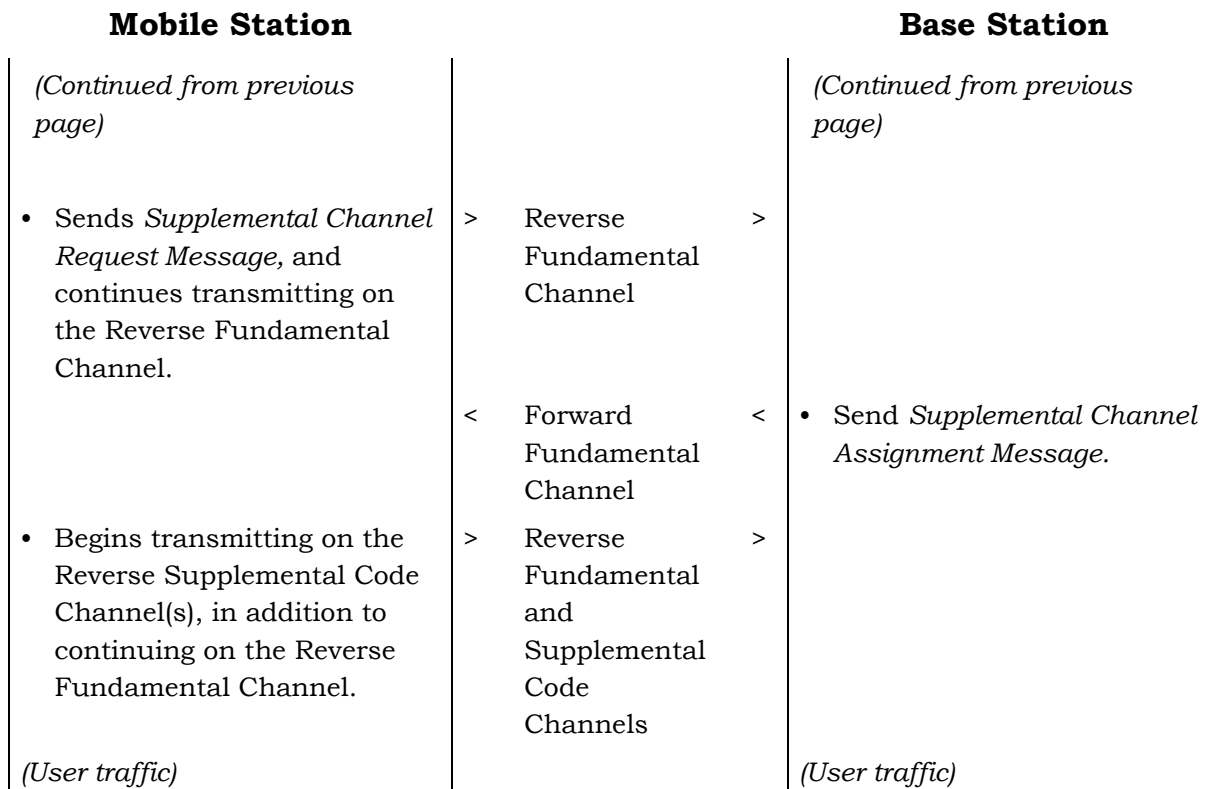 Mobile Station
Base Station
(Continued from previous
page)
(Continued from previous
page)
• Sends Supplemental Channel
Request Message, and
continues transmitting on
the Reverse Fundamental
Channel.
> Reverse >
Fundamental
Channel
< Forward <
Fundamental
Channel
• Send Supplemental Channel
Assignment Message.
• Begins transmitting on the
Reverse Supplemental Code
Channel(s), in addition to
continuing on the Reverse
Fundamental Channel.
> Reverse >
Fundamental
and
Supplemental
Code
Channels
(User traffic)
(User traffic)